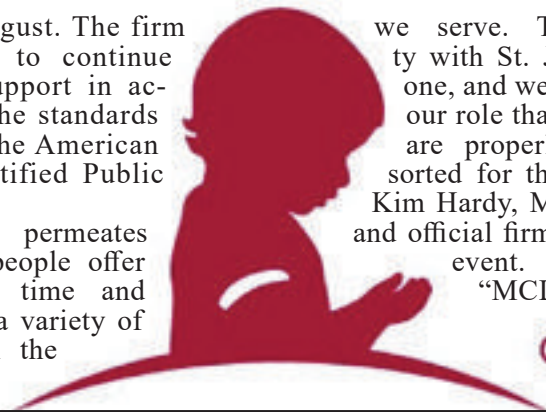 gust. The firm
to continue
upport in ac-
he standards
he American
tified Public
permeates
people offer
time and
a variety of
the
we serve. T
ty with St. J
one, and we
our role tha
are proper
sorted for th
Kim Hardy, M
and official firm
event.
“MCL